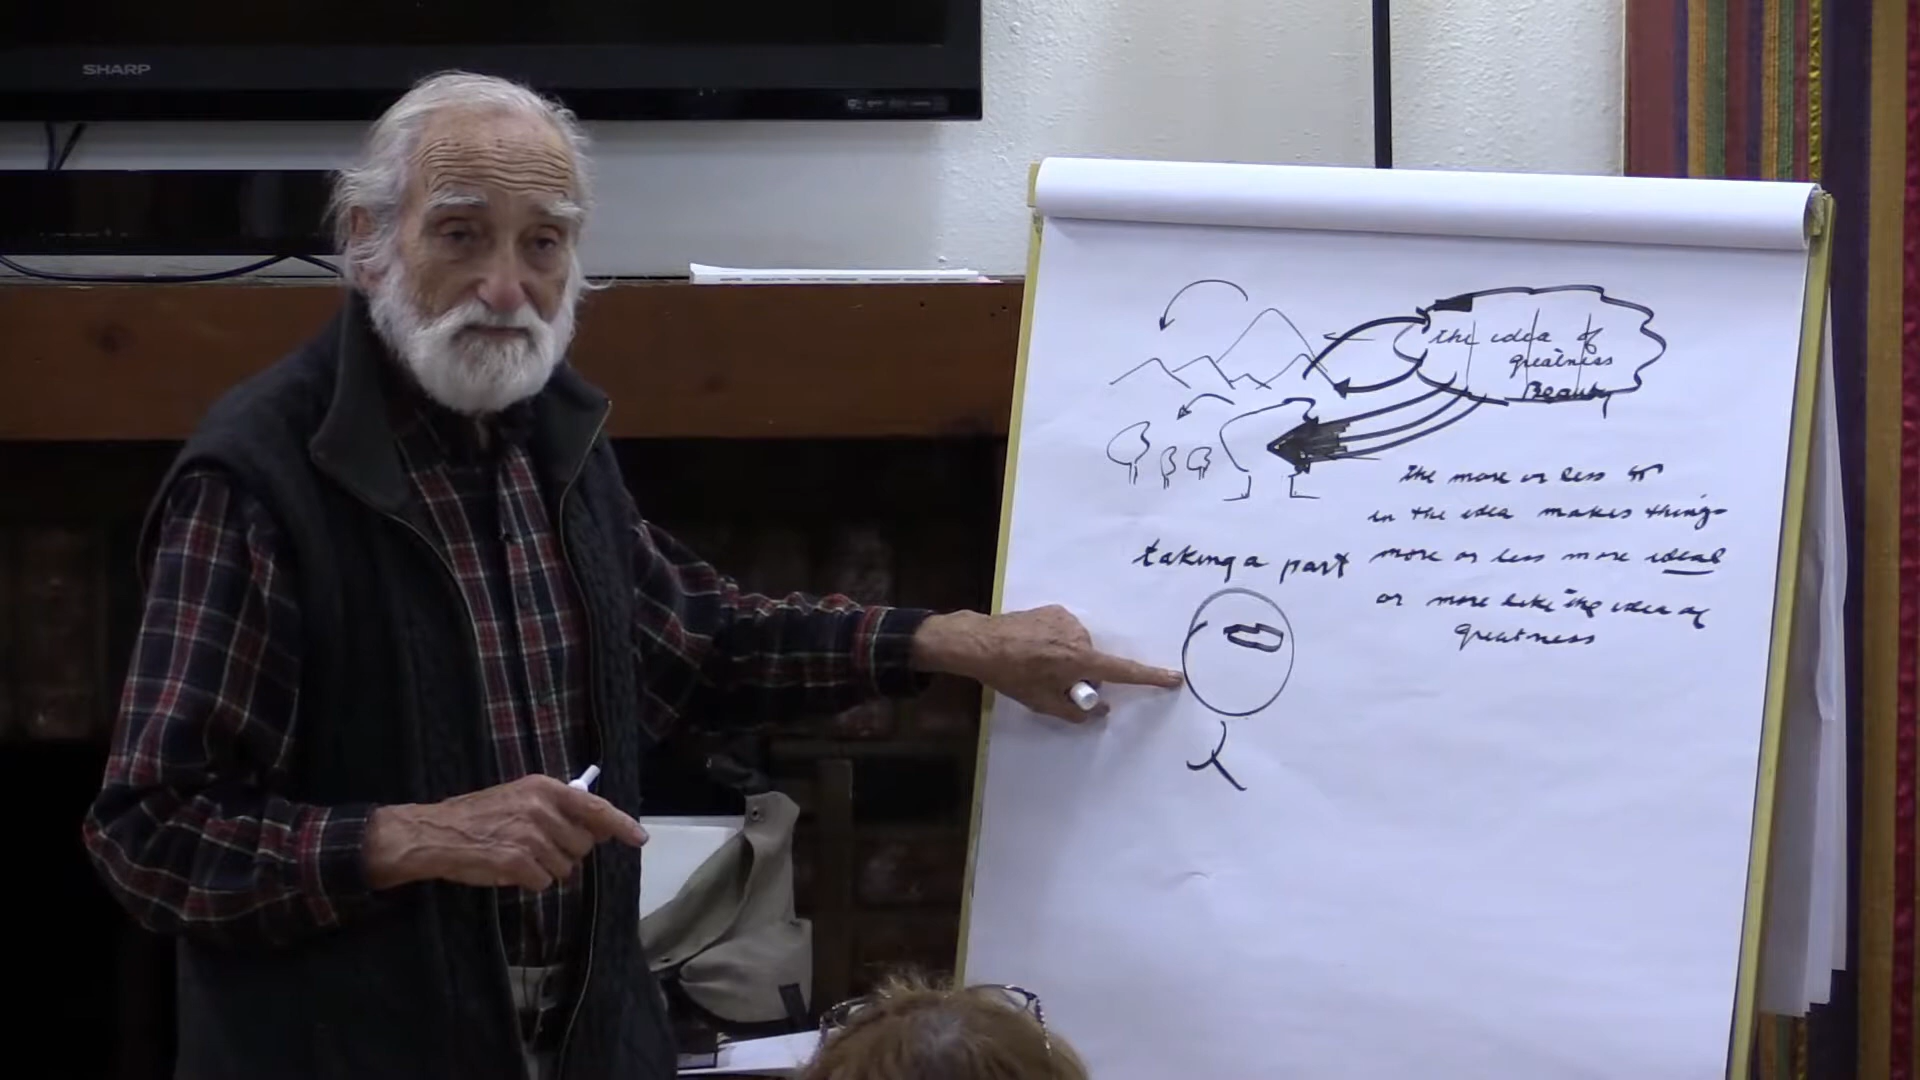 SHARP
the idea of
greatness
Beauty
the more or less
in the idea makes things
taking a part
more or less more ideal
or more like the idea of
greatness